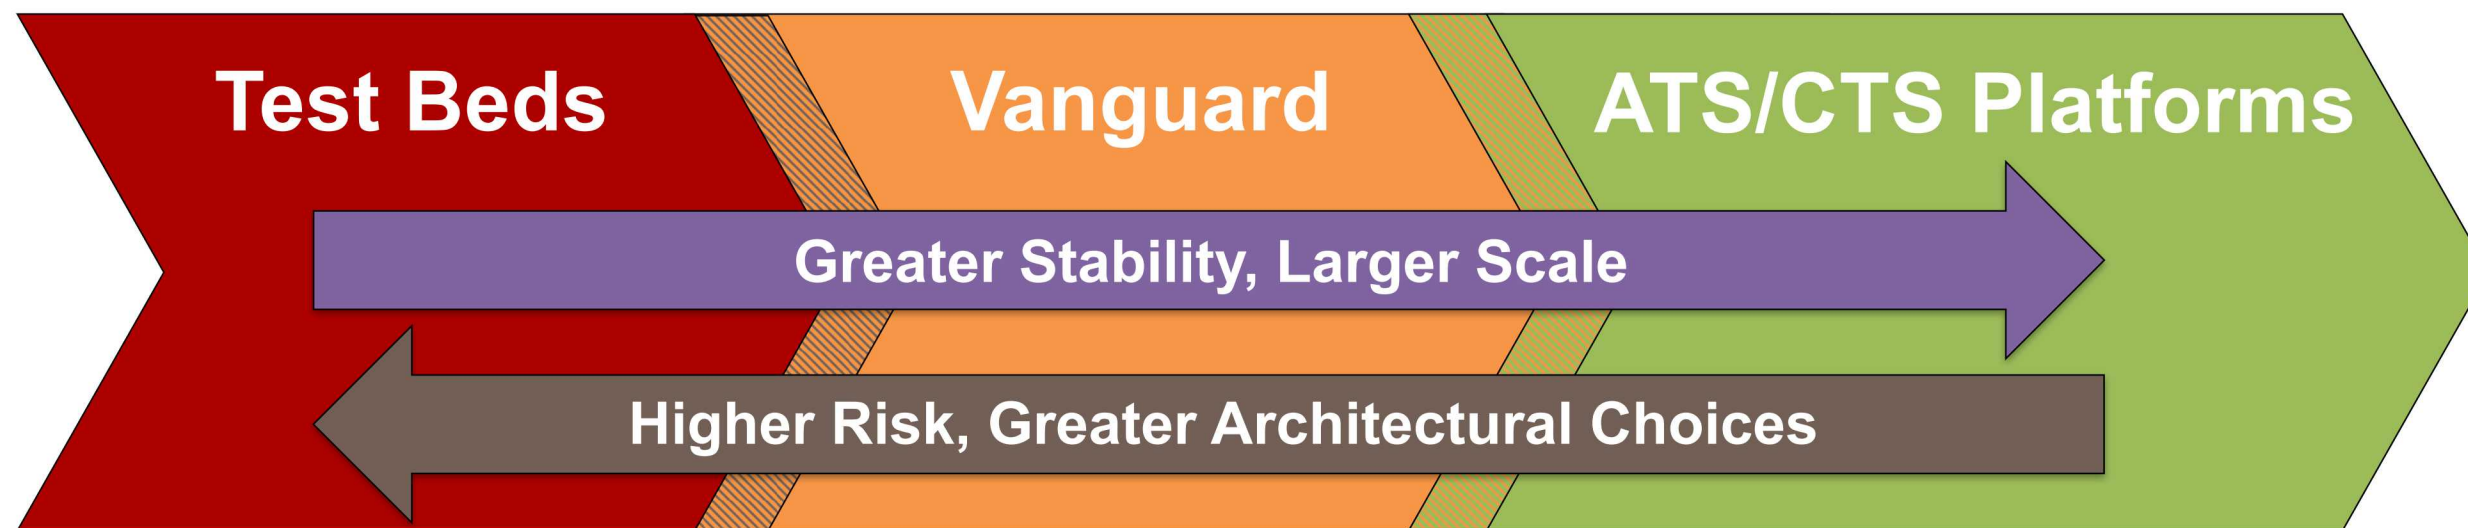 Test Beds
Vanguard
ATS/CTS Platforms
Greater Stability, Larger Scale
Higher Risk, Greater Architectural Choices